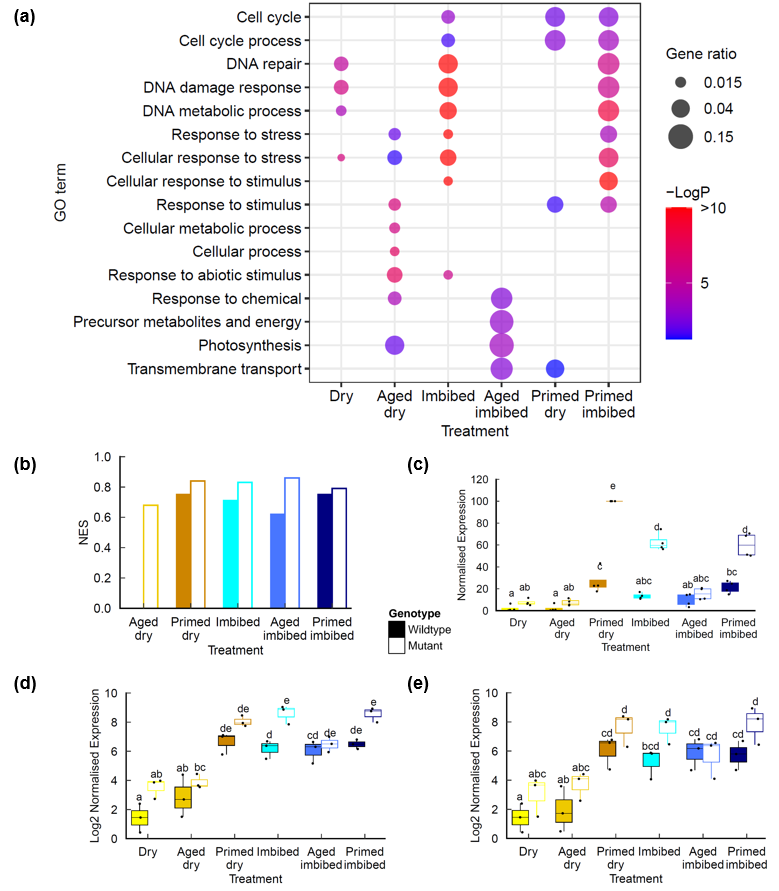 (a)
Cell cycle
Cell cycle process
DNA repair
DNA damage response
DNA metabolic process
Response to stress
Cellular response to stress
Cellular response to stimulus
Response to stimulus
Cellular metabolic process
Cellular process
Response to abiotic stimulus
Response to chemical
Precursor metabolites and energy
Photosynthesis
Transmembrane transport
GO term
Dry Aged dry Imbibed Aged imbibed Primed dry Primed imbibed
Treatment
Gene ratio
0.015
0.04
0.15
−LogP
>10
5
(b)
NES
1.0
0.8
0.6
0.4
0.2
0.0
Aged dry Primed dry Imbibed Aged imbibed Primed imbibed
Treatment
Genotype
Wildtype
Mutant
(c)
Normalised Expression
120
100
80
60
40
20
0
a a a ab c e abc d ab abc bc d
Dry Aged dry Primed dry Imbibed Aged imbibed Primed imbibed
Treatment
(d)
Log2 Normalised Expression
10
8
6
4
2
0
a ab ab bc de de d e cd de de e
Dry Aged dry Primed dry Imbibed Aged imbibed Primed imbibed
Treatment
(e)
Log2 Normalised Expression
10
8
6
4
2
0
a abc ab abc cd d bcd d cd cd cd d
Dry Aged dry Primed dry Imbibed Aged imbibed Primed imbibed
Treatment